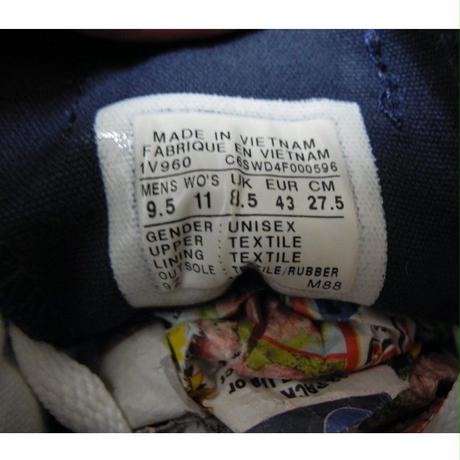 MADE IN VIETNAM
FABRIQUE EN VIETNAM
1V960 C6SWD4F000596
MENS WO'S UK EUR CM
9.5 11 8.5 43 27.5
GENDER : UNISEX
UPPER : TEXTILE
LINING : TEXTILE
OUTSOLE : TEXTILE/RUBBER
M88